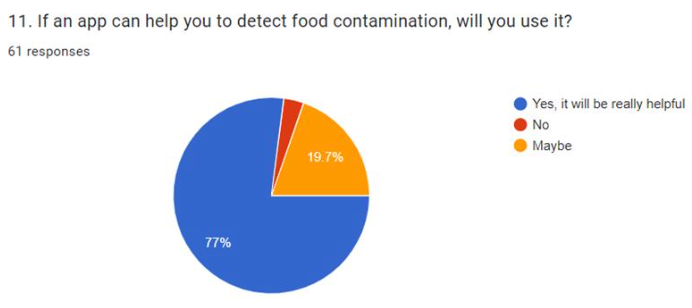 11. If an app can help you to detect food contamination, will you use it?
61 responses
Yes, it will be really helpful
No
Maybe
19.7%
77%